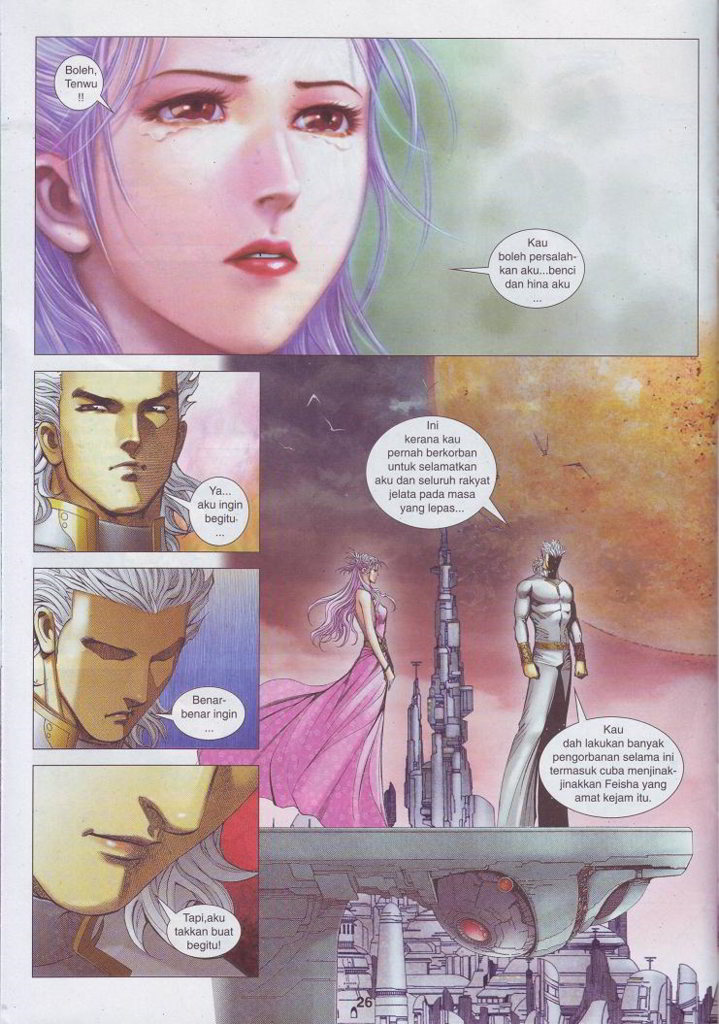 Boleh,
Tenwu
!!
Kau
boleh persalah-
kan aku...benci
dan hina aku
...
Ya...
aku ingin
begitu.
...
Benar-
benar ingin
...
Tapi,aku
takkan buat
begitu!
Ini
kerana kau
pernah berkorban
untuk selamatkan
aku dan seluruh rakyat
jelata pada masa
yang lepas...
Kau
dah lakukan banyak
pengorbanan selama ini
termasuk cuba menjinak-
jinakkan Feisha yang
amat kejam itu.
26